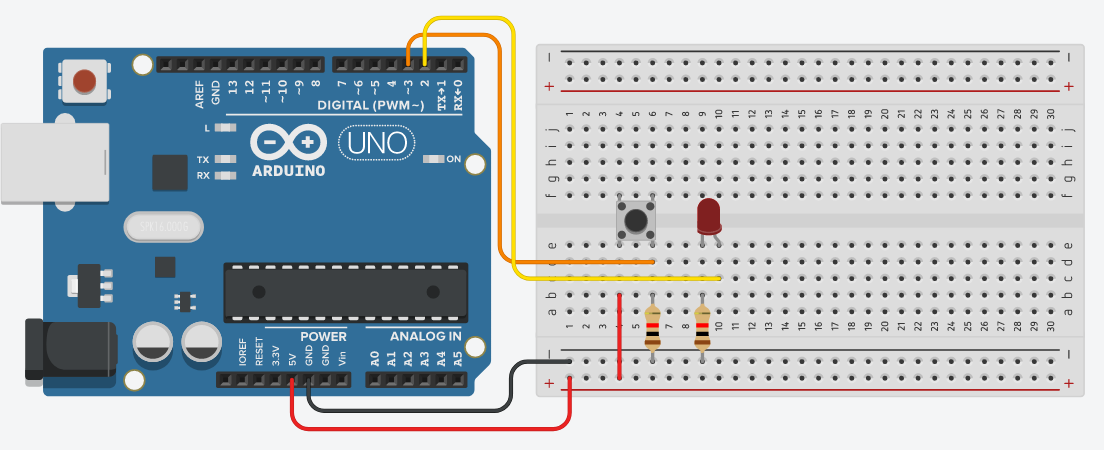 AREF
GND
13
12
~11
~10
~9
8
7
~6
~5
4
~3
2
TX→1
RX←0
DIGITAL (PWM~)
L
TX
RX
UNO
ON
ARDUINO
POWER
ANALOG IN
IOREF
RESET
3.3V
5V
GND
GND
Vin
A0
A1
A2
A3
A4
A5
− −
+ +
1 2 3 4 5 6 7 8 9 10 11 12 13 14 15 16 17 18 19 20 21 22 23 24 25 26 27 28 29 30
j j
i i
h h
g g
f f
e e
d d
c c
b b
a a
1 2 3 4 5 6 7 8 9 10 11 12 13 14 15 16 17 18 19 20 21 22 23 24 25 26 27 28 29 30
− −
+ +